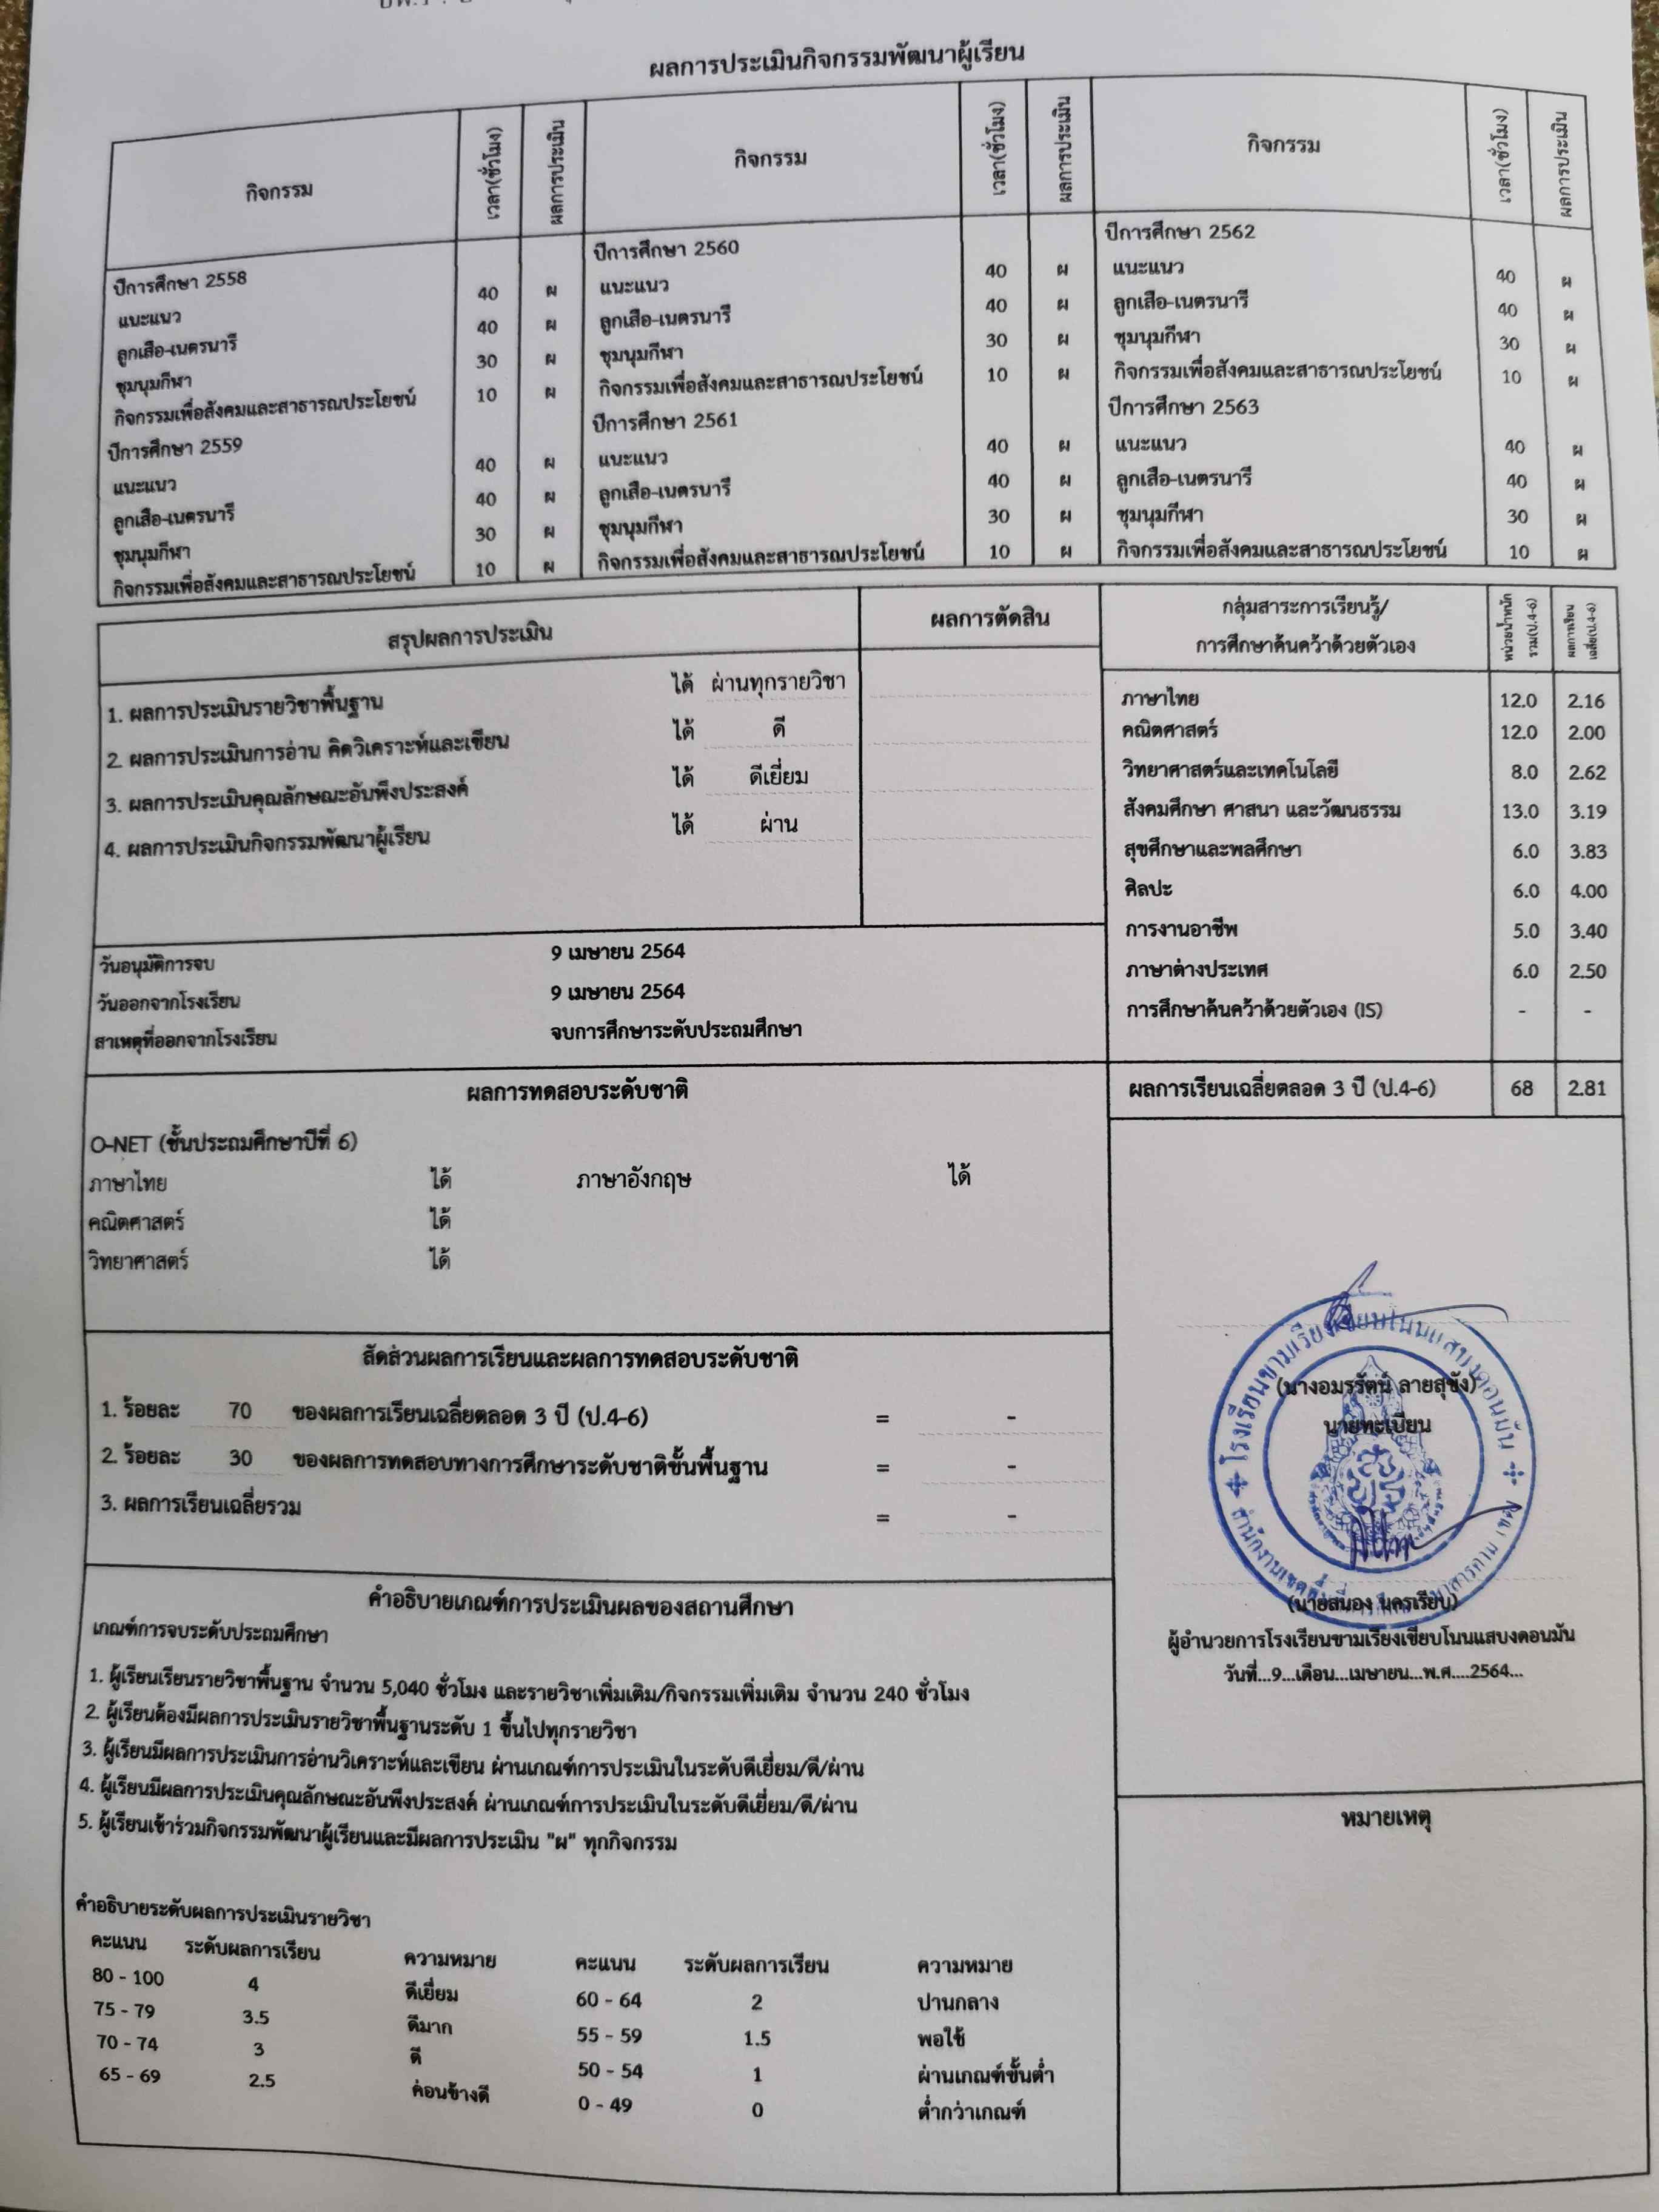 ผลการประเมินกิจกรรมพัฒนาผู้เรียน
กิจกรรม เวลา(ชั่วโมง) ผลการประเมิน กิจกรรม เวลา(ชั่วโมง) ผลการประเมิน กิจกรรม เวลา(ชั่วโมง) ผลการประเมิน
ปีการศึกษา 2558
แนะแนว 40 ผ
ลูกเสือ-เนตรนารี 40 ผ
ชุมนุมกีฬา 30 ผ
กิจกรรมเพื่อสังคมและสาธารณประโยชน์ 10 ผ
ปีการศึกษา 2559
แนะแนว 40 ผ
ลูกเสือ-เนตรนารี 40 ผ
ชุมนุมกีฬา 30 ผ
กิจกรรมเพื่อสังคมและสาธารณประโยชน์ 10 ผ
ปีการศึกษา 2560
แนะแนว 40 ผ
ลูกเสือ-เนตรนารี 40 ผ
ชุมนุมกีฬา 30 ผ
กิจกรรมเพื่อสังคมและสาธารณประโยชน์ 10 ผ
ปีการศึกษา 2561
แนะแนว 40 ผ
ลูกเสือ-เนตรนารี 40 ผ
ชุมนุมกีฬา 30 ผ
กิจกรรมเพื่อสังคมและสาธารณประโยชน์ 10 ผ
ปีการศึกษา 2562
แนะแนว 40 ผ
ลูกเสือ-เนตรนารี 40 ผ
ชุมนุมกีฬา 30 ผ
กิจกรรมเพื่อสังคมและสาธารณประโยชน์ 10 ผ
ปีการศึกษา 2563
แนะแนว 40 ผ
ลูกเสือ-เนตรนารี 40 ผ
ชุมนุมกีฬา 30 ผ
กิจกรรมเพื่อสังคมและสาธารณประโยชน์ 10 ผ
สรุปผลการประเมิน ผลการตัดสิน
1. ผลการประเมินรายวิชาพื้นฐาน ได้ ผ่านทุกรายวิชา
2. ผลการประเมินการอ่าน คิดวิเคราะห์และเขียน ได้ ดี
3. ผลการประเมินคุณลักษณะอันพึงประสงค์ ได้ ดีเยี่ยม
4. ผลการประเมินกิจกรรมพัฒนาผู้เรียน ได้ ผ่าน
วันอนุมัติการจบ 9 เมษายน 2564
วันออกจากโรงเรียน 9 เมษายน 2564
สาเหตุที่ออกจากโรงเรียน จบการศึกษาระดับประถมศึกษา
กลุ่มสาระการเรียนรู้/
การศึกษาค้นคว้าด้วยตัวเอง
หน่วยน้ำหนัก
รวม(ป.4-6)
ผลการเรียน
เฉลี่ย(ป.4-6)
ภาษาไทย 12.0 2.16
คณิตศาสตร์ 12.0 2.00
วิทยาศาสตร์และเทคโนโลยี 8.0 2.62
สังคมศึกษา ศาสนา และวัฒนธรรม 13.0 3.19
สุขศึกษาและพลศึกษา 6.0 3.83
ศิลปะ 6.0 4.00
การงานอาชีพ 5.0 3.40
ภาษาต่างประเทศ 6.0 2.50
การศึกษาค้นคว้าด้วยตัวเอง (IS) - -
ผลการเรียนเฉลี่ยตลอด 3 ปี (ป.4-6) 68 2.81
ผลการทดสอบระดับชาติ
O-NET (ชั้นประถมศึกษาปีที่ 6)
ภาษาไทย ได้ ภาษาอังกฤษ ได้
คณิตศาสตร์ ได้
วิทยาศาสตร์ ได้
สัดส่วนผลการเรียนและผลการทดสอบระดับชาติ
1. ร้อยละ 70 ของผลการเรียนเฉลี่ยตลอด 3 ปี (ป.4-6) = -
2. ร้อยละ 30 ของผลการทดสอบทางการศึกษาระดับชาติขั้นพื้นฐาน = -
3. ผลการเรียนเฉลี่ยรวม = -
โรงเรียนขามเรียงเขียบโนนแสบงดอนมัน
(นางอมรรัตน์ ลายสุขัง)
นายทะเบียน
(นายสนอง นครเรียบ)
ผู้อำนวยการโรงเรียนขามเรียงเขียบโนนแสบงดอนมัน
วันที่...9...เดือน...เมษายน...พ.ศ....2564...
คำอธิบายเกณฑ์การประเมินผลของสถานศึกษา
เกณฑ์การจบระดับประถมศึกษา
1. ผู้เรียนเรียนรายวิชาพื้นฐาน จำนวน 5,040 ชั่วโมง และรายวิชาเพิ่มเติม/กิจกรรมเพิ่มเติม จำนวน 240 ชั่วโมง
2. ผู้เรียนต้องมีผลการประเมินรายวิชาพื้นฐานระดับ 1 ขึ้นไปทุกรายวิชา
3. ผู้เรียนมีผลการประเมินการอ่านวิเคราะห์และเขียน ผ่านเกณฑ์การประเมินในระดับดีเยี่ยม/ดี/ผ่าน
4. ผู้เรียนมีผลการประเมินคุณลักษณะอันพึงประสงค์ ผ่านเกณฑ์การประเมินในระดับดีเยี่ยม/ดี/ผ่าน
5. ผู้เรียนเข้าร่วมกิจกรรมพัฒนาผู้เรียนและมีผลการประเมิน "ผ" ทุกกิจกรรม
หมายเหตุ
คำอธิบายระดับผลการประเมินรายวิชา
คะแนน ระดับผลการเรียน ความหมาย คะแนน ระดับผลการเรียน ความหมาย
80 - 100 4 ดีเยี่ยม 60 - 64 2 ปานกลาง
75 - 79 3.5 ดีมาก 55 - 59 1.5 พอใช้
70 - 74 3 ดี 50 - 54 1 ผ่านเกณฑ์ขั้นต่ำ
65 - 69 2.5 ค่อนข้างดี 0 - 49 0 ต่ำกว่าเกณฑ์